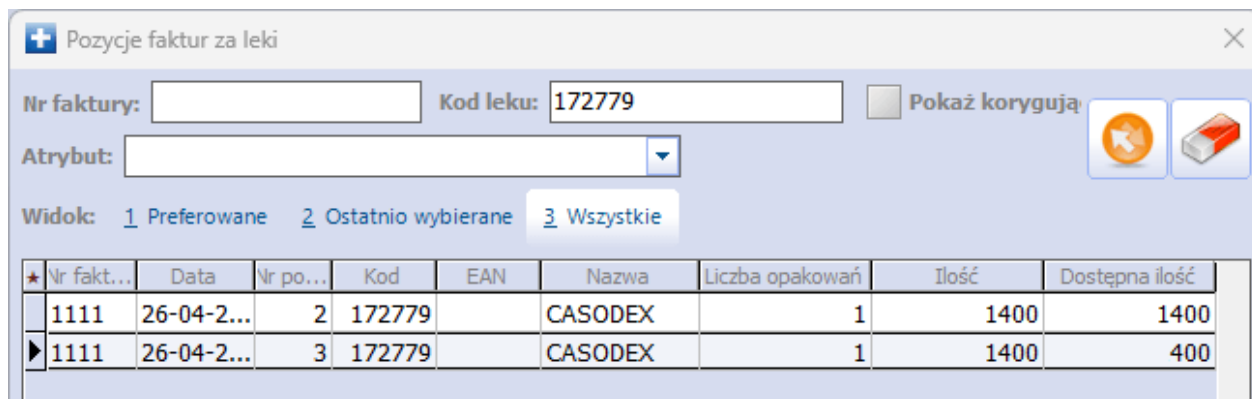 Pozycje faktur za leki
Nr faktury: Kod leku: 172779 Pokaż korygują
Atrybut:
Widok: 1 Preferowane 2 Ostatnio wybierane 3 Wszystkie
Nr fakt... Data Nr po... Kod EAN Nazwa Liczba opakowań Ilość Dostępna ilość
1111 26-04-2... 2 172779 CASODEX 1 1400 1400
1111 26-04-2... 3 172779 CASODEX 1 1400 400